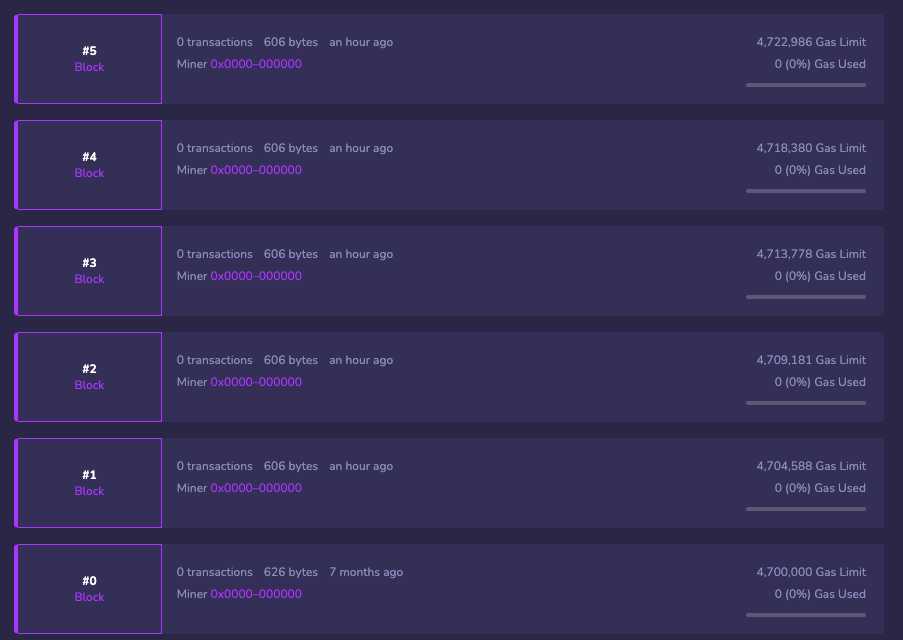 #5
Block
0 transactions 606 bytes an hour ago
Miner 0x0000–000000
4,722,986 Gas Limit
0 (0%) Gas Used
#4
Block
0 transactions 606 bytes an hour ago
Miner 0x0000–000000
4,718,380 Gas Limit
0 (0%) Gas Used
#3
Block
0 transactions 606 bytes an hour ago
Miner 0x0000–000000
4,713,778 Gas Limit
0 (0%) Gas Used
#2
Block
0 transactions 606 bytes an hour ago
Miner 0x0000–000000
4,709,181 Gas Limit
0 (0%) Gas Used
#1
Block
0 transactions 606 bytes an hour ago
Miner 0x0000–000000
4,704,588 Gas Limit
0 (0%) Gas Used
#0
Block
0 transactions 626 bytes 7 months ago
Miner 0x0000–000000
4,700,000 Gas Limit
0 (0%) Gas Used